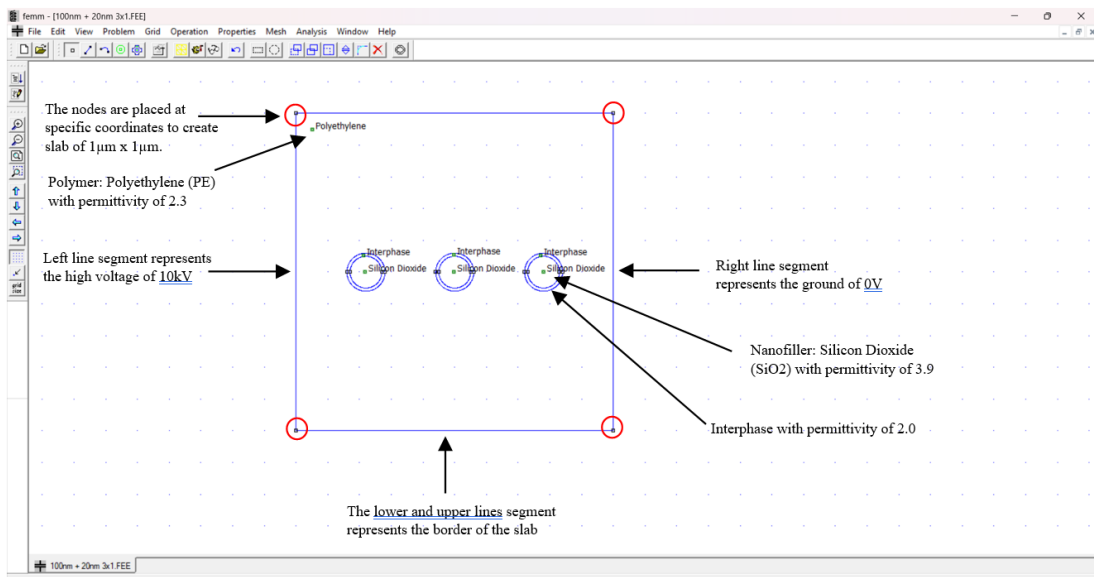 femm - [100nm + 20nm 3x1.FEE]
File Edit View Problem Grid Operation Properties Mesh Analysis Window Help
The nodes are placed at
specific coordinates to create
slab of 1µm x 1µm.
Polyethylene
Polymer: Polyethylene (PE)
with permittivity of 2.3
Left line segment represents
the high voltage of 10kV
Interphase
Silicon Dioxide
Interphase
Silicon Dioxide
Interphase
Silicon Dioxide
Right line segment
represents the ground of 0V
Nanofiller: Silicon Dioxide
(SiO2) with permittivity of 3.9
Interphase with permittivity of 2.0
The lower and upper lines segment
represents the border of the slab
grid
size
100nm + 20nm 3x1.FEE